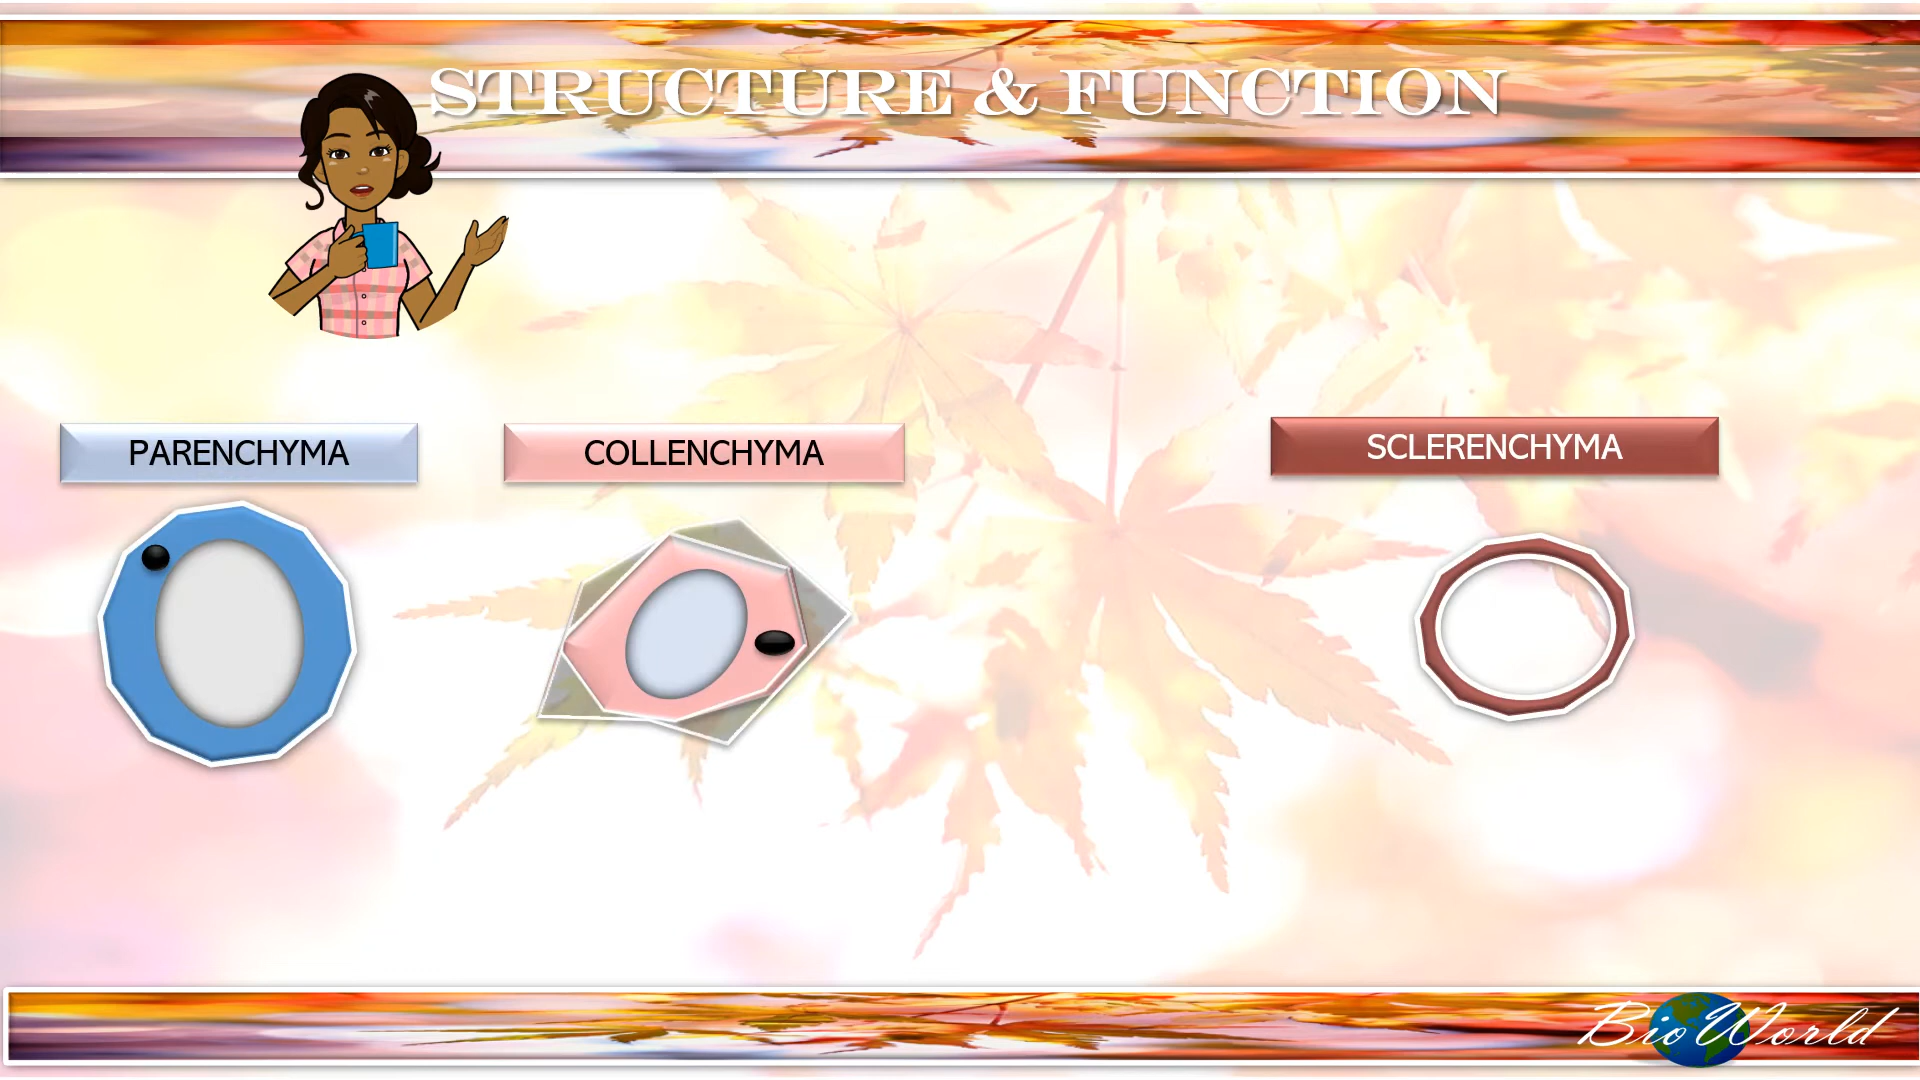 STRUCTURE & FUNCTION
PARENCHYMA
COLLENCHYMA
SCLERENCHYMA
BioWorld